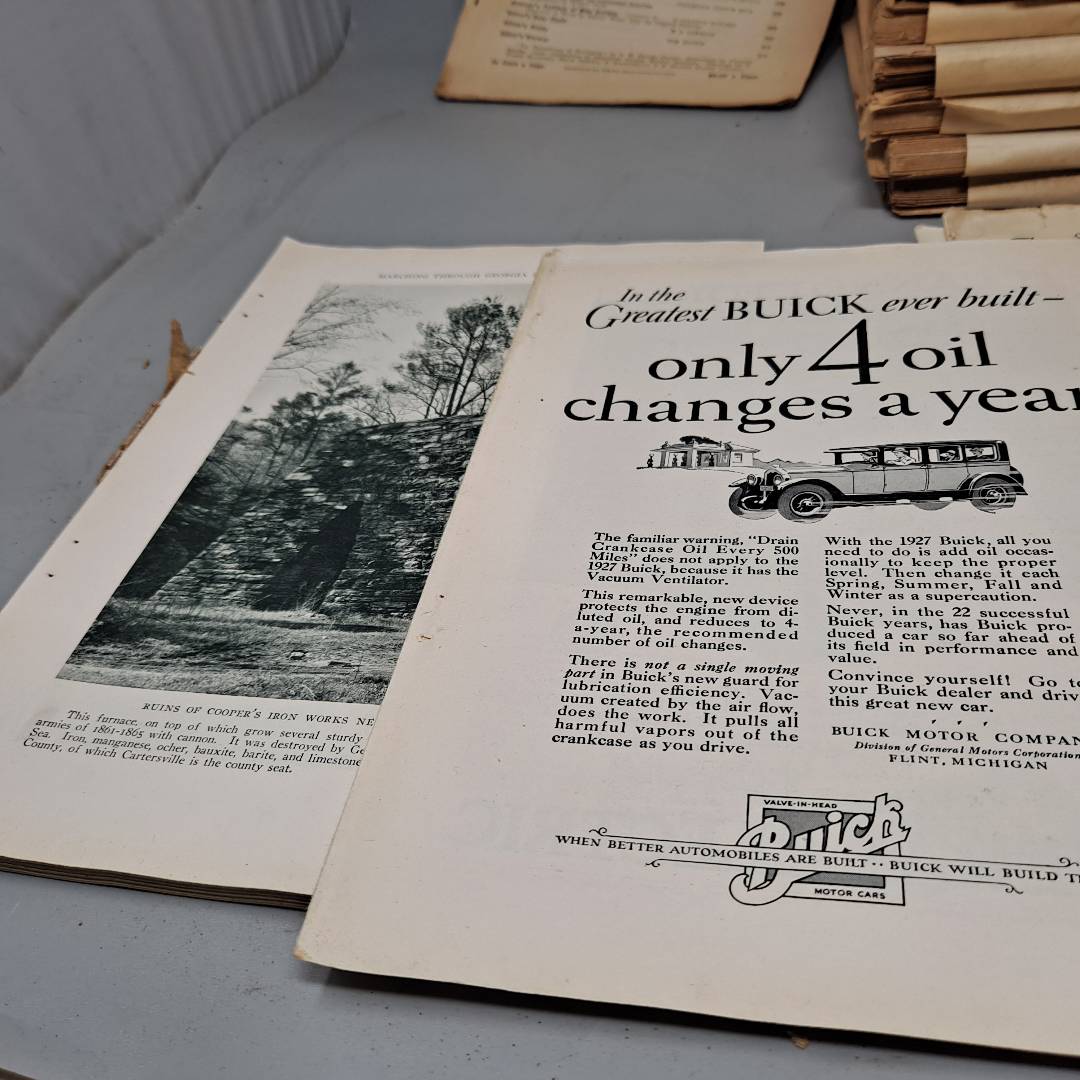 MARCHING THROUGH GEORGIA
RUINS OF COOPER'S IRON WORKS NE
This furnace, on top of which grow several sturdy
armies of 1861-1865 with cannon. It was destroyed by Ge
Sea. Iron, manganese, ocher, bauxite, barite, and limestone
County, of which Cartersville is the county seat.
In the
Greatest BUICK ever built—
only 4 oil
changes a year
The familiar warning, "Drain
Crankcase Oil Every 500
Miles" does not apply to the
1927 Buick, because it has the
Vacuum Ventilator.
This remarkable, new device
protects the engine from di-
luted oil, and reduces to 4-
a-year, the recommended
number of oil changes.
There is not a single moving
part in Buick's new guard for
lubrication efficiency. Vac-
uum created by the air flow,
does the work. It pulls all
harmful vapors out of the
crankcase as you drive.
With the 1927 Buick, all you
need to do is add oil occas-
ionally to keep the proper
level. Then change it each
Spring, Summer, Fall and
Winter as a supercaution.
Never, in the 22 successful
Buick years, has Buick pro-
duced a car so far ahead of
its field in performance and
value.
Convince yourself! Go to
your Buick dealer and driv
this great new car.
BUICK MOTOR COMPAN
Division of General Motors Corporation
FLINT, MICHIGAN
VALVE-IN-HEAD
Buick
WHEN BETTER AUTOMOBILES ARE BUILT·· BUICK WILL BUILD T
MOTOR CARS